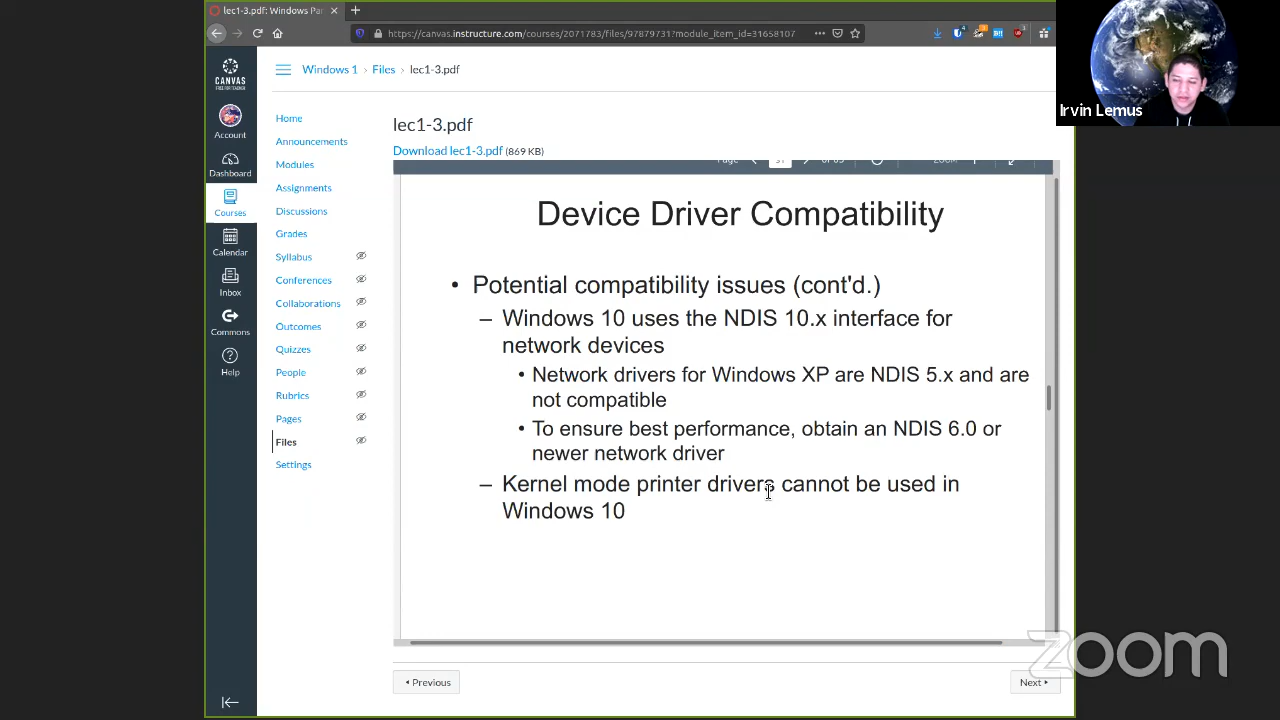 lec1-3.pdf: Windows Par
https://canvas.instructure.com/courses/2071783/files/97879731?module_item_id=31658107
Irvin Lemus
CANVAS
FREE FOR TEACHER
Account
Dashboard
Courses
Calendar
Inbox
Commons
Help
Windows 1 › Files › lec1-3.pdf
Home
Announcements
Modules
Assignments
Discussions
Grades
Syllabus
Conferences
Collaborations
Outcomes
Quizzes
People
Rubrics
Pages
Files
Settings
lec1-3.pdf
Download lec1-3.pdf (869 KB)
Device Driver Compatibility
• Potential compatibility issues (cont'd.)
– Windows 10 uses the NDIS 10.x interface for
network devices
• Network drivers for Windows XP are NDIS 5.x and are
not compatible
• To ensure best performance, obtain an NDIS 6.0 or
newer network driver
– Kernel mode printer drivers cannot be used in
Windows 10
Previous
Next
zoom